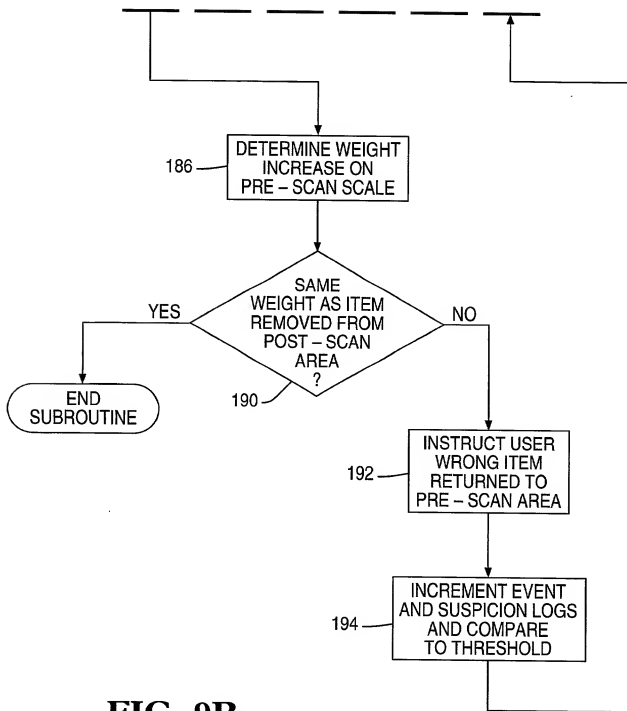 DETERMINE WEIGHT
INCREASE ON
PRE – SCAN SCALE
186
SAME
WEIGHT AS ITEM
REMOVED FROM
POST – SCAN
AREA
?
YES
NO
190
END
SUBROUTINE
INSTRUCT USER
WRONG ITEM
RETURNED TO
PRE – SCAN AREA
192
INCREMENT EVENT
AND SUSPICION LOGS
AND COMPARE
TO THRESHOLD
194
FIG. 9B